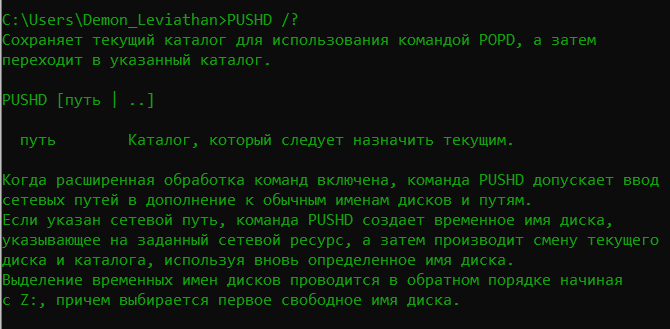 C:\Users\Demon_Leviathan>PUSHD /?
Сохраняет текущий каталог для использования командой POPD, а затем
переходит в указанный каталог.
PUSHD [путь | ..]
путь Каталог, который следует назначить текущим.
Когда расширенная обработка команд включена, команда PUSHD допускает ввод
сетевых путей в дополнение к обычным именам дисков и путям.
Если указан сетевой путь, команда PUSHD создает временное имя диска,
указывающее на заданный сетевой ресурс, а затем производит смену текущего
диска и каталога, используя вновь определенное имя диска.
Выделение временных имен дисков проводится в обратном порядке начиная
с Z:, причем выбирается первое свободное имя диска.